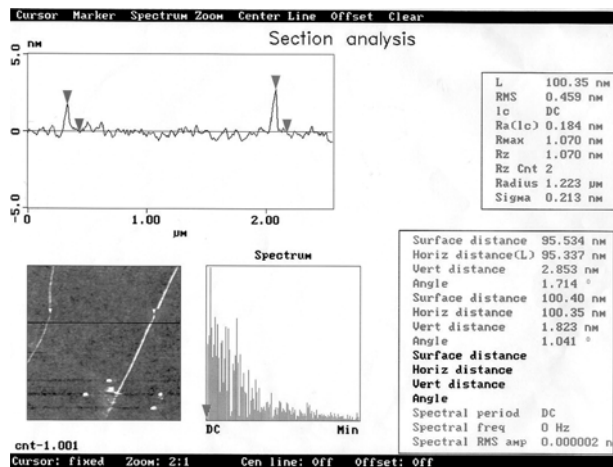 Cursor Marker Spectrum Zoom Center Line Offset Clear
Section analysis
nM
5.0
0
-5.0
0 1.00 2.00
µM
L 100.35 nM
RMS 0.459 nM
lc DC
Ra(lc) 0.184 nM
Rmax 1.070 nM
Rz 1.070 nM
Rz Cnt 2
Radius 1.223 µM
Sigma 0.213 nM
Surface distance 95.534 nM
Horiz distance(L) 95.337 nM
Vert distance 2.853 nM
Angle 1.714 °
Surface distance 100.40 nM
Horiz distance 100.35 nM
Vert distance 1.823 nM
Angle 1.041 °
Surface distance
Horiz distance
Vert distance
Angle
Spectral period DC
Spectral freq 0 Hz
Spectral RMS amp 0.000002 n
Spectrum
DC Min
cnt-1.001
Cursor: fixed Zoom: 2:1 Cen line: Off Offset: Off